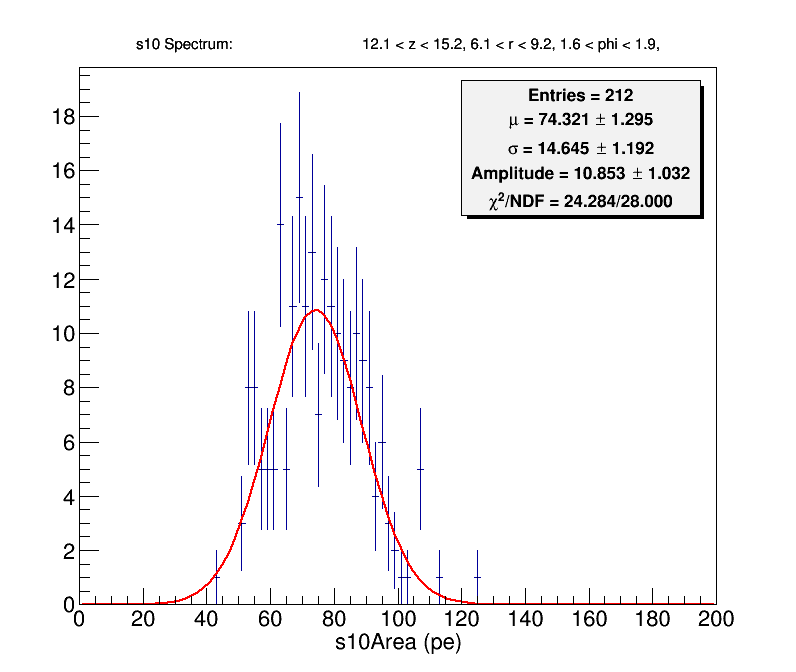 s10 Spectrum: 12.1 < z < 15.2, 6.1 < r < 9.2, 1.6 < phi < 1.9,
Entries = 212
μ = 74.321 ± 1.295
σ = 14.645 ± 1.192
Amplitude = 10.853 ± 1.032
χ²/NDF = 24.284/28.000
18
16
14
12
10
8
6
4
2
0
0 20 40 60 80 100 120 140 160 180 200
s10Area (pe)